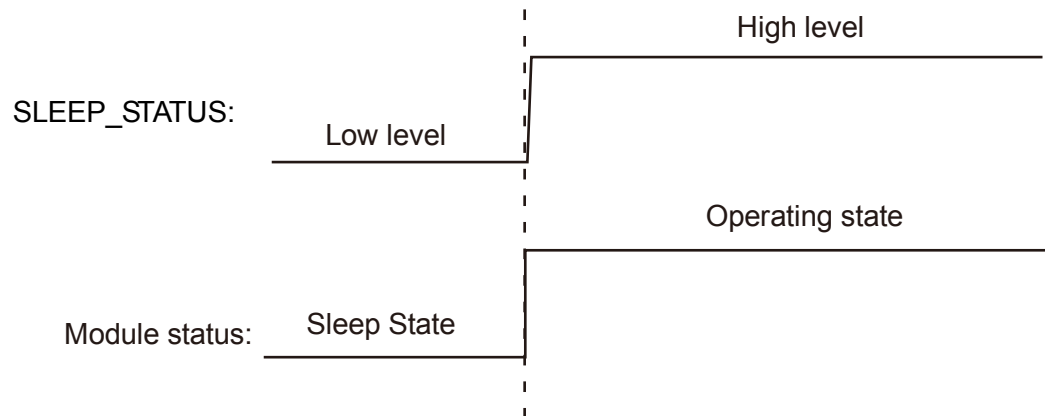 High level
SLEEP_STATUS:
Low level
Operating state
Module status:
Sleep State